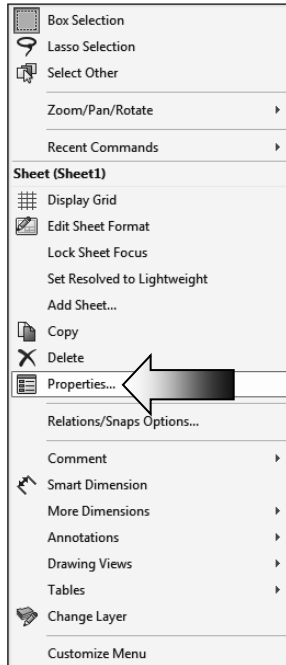 Box Selection
Lasso Selection
Select Other
Zoom/Pan/Rotate
Recent Commands
Sheet (Sheet1)
Display Grid
Edit Sheet Format
Lock Sheet Focus
Set Resolved to Lightweight
Add Sheet...
Copy
Delete
Properties...
Relations/Snaps Options...
Comment
Smart Dimension
More Dimensions
Annotations
Drawing Views
Tables
Change Layer
Customize Menu